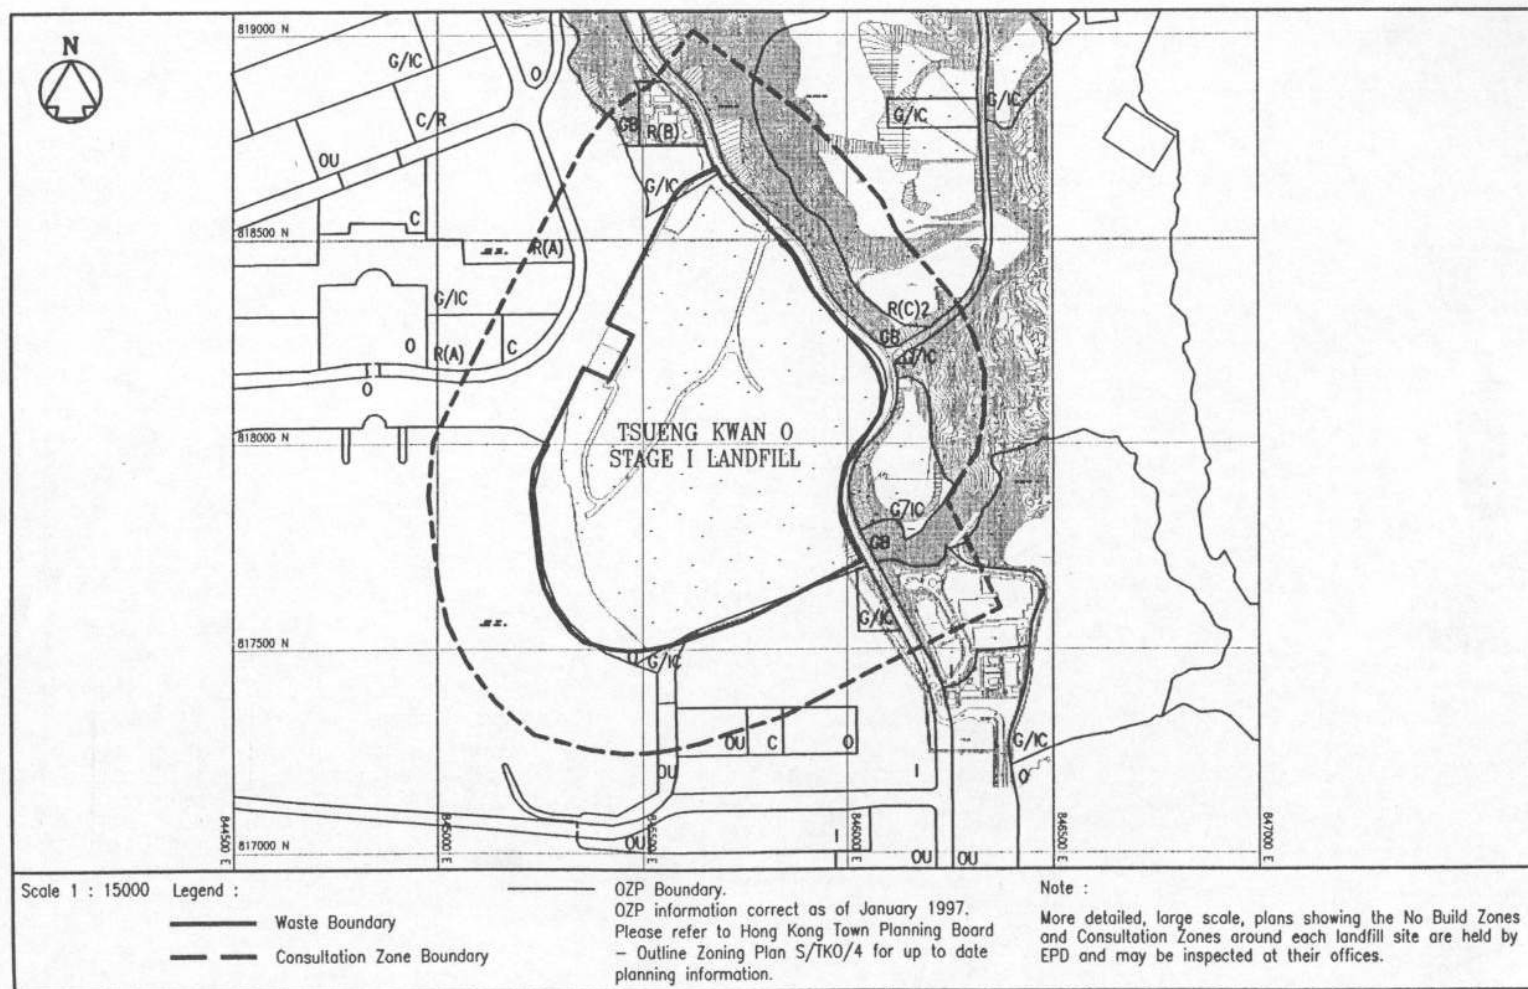 N
819000 N
G/IC
O
C/R
OU
GB
R(B)
G/IC
G/IC
G/IC
C
818500 N
R(A)
G/IC
R(C)2
O
R(A)
C
GB
G/IC
O
818000 N
TSUENG KWAN O
STAGE I LANDFILL
G/IC
GB
G/IC
817500 N
O
G/IC
OU
C
O
G/IC
OU
I
O
OU
I
OU
OU
817000 N
844500 E
845000 E
845500 E
846000 E
846500 E
847000 E
Scale 1 : 15000
Legend :
Waste Boundary
Consultation Zone Boundary
OZP Boundary.
OZP information correct as of January 1997.
Please refer to Hong Kong Town Planning Board
– Outline Zoning Plan S/TKO/4 for up to date
planning information.
Note :
More detailed, large scale, plans showing the No Build Zones
and Consultation Zones around each landfill site are held by
EPD and may be inspected at their offices.